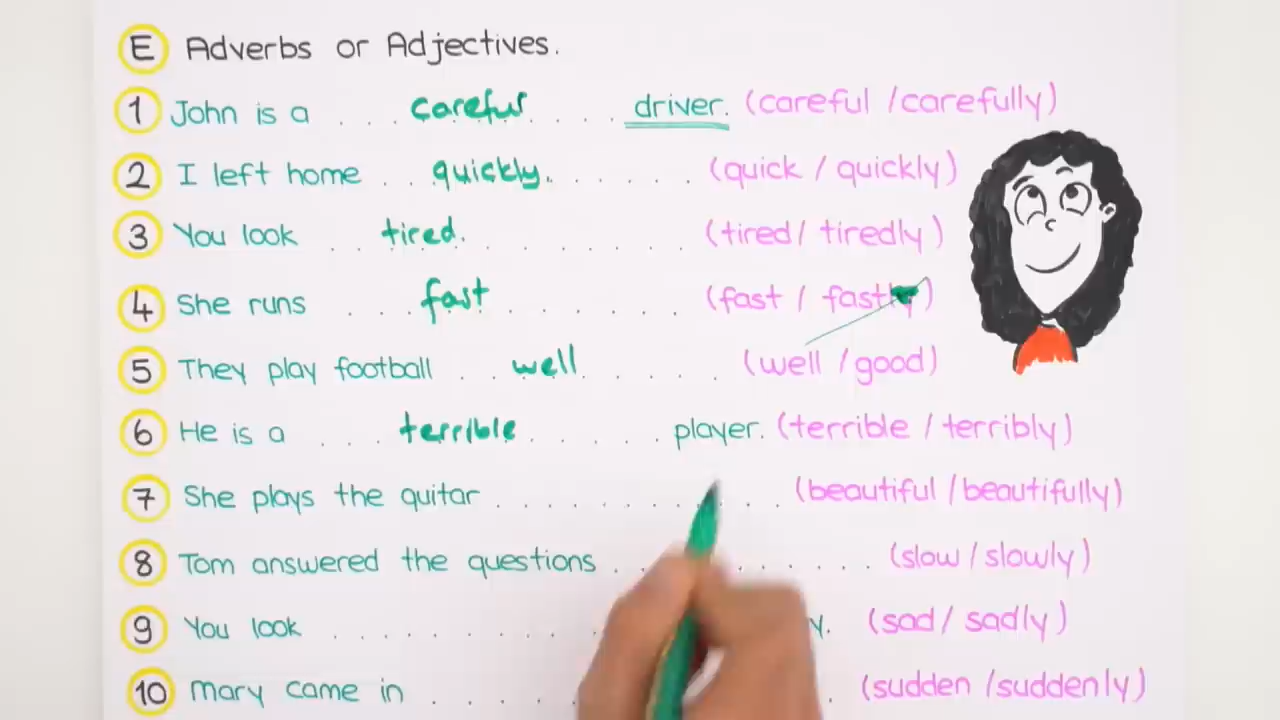 E Adverbs or Adjectives.
1 John is a ... careful .... driver. (careful /carefully)
2 I left home .. quickly. ...... (quick / quickly)
3 You look .. tired. ....... (tired / tiredly)
4 She runs ... fast ...... (fast / fastly)
5 They play football .. well ..... (well / good)
6 He is a ... terrible ..... player. (terrible / terribly)
7 She plays the quitar .......... (beautiful / beautifully)
8 Tom answered the questions ......... (slow / slowly)
9 You look ......... (sad / sadly)
10 Mary came in ....... (sudden / suddenly)